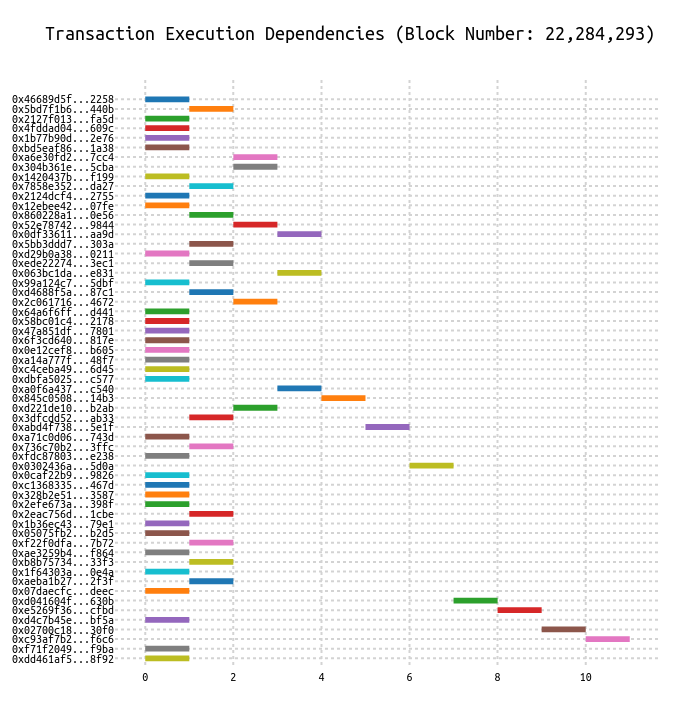 Transaction Execution Dependencies (Block Number: 22,284,293)
0x46689d5f...2258
0x5bd7f1b6...440b
0x2127f013...fa5d
0x4fddad04...609c
0x1b77b90d...2e76
0xbd5eaf86...1a38
0xa6e30fd2...7cc4
0x304b361e...5cba
0x1420437b...f199
0x7858e352...da27
0x2124dcf4...2755
0x12ebee42...07fe
0x860228a1...0e56
0x52e78742...9844
0x0df33611...aa9d
0x5bb3ddd7...303a
0xd29b0a38...0211
0xede22274...3ec1
0x063bc1da...e831
0x99a124c7...5dbf
0xd4688f5a...87c1
0x2c061716...4672
0x64a6f6ff...d441
0x58bc01c4...2178
0x47a851df...7801
0x6f3cd640...817e
0x0e12cef8...b605
0xa14a777f...48f7
0xc4ceba49...6d45
0xdbfa5025...c577
0xa0f6a437...c540
0x845c0508...14b3
0xd221de10...b2ab
0x3dfcdd52...ab33
0xabd4f738...5e1f
0xa71c0d06...743d
0x736c70b2...3ffc
0xfdc87803...e238
0x0302436a...5d0a
0x0caf22b9...9826
0xc1368335...467d
0x328b2e51...3587
0x2efe673a...398f
0x2eac756d...1cbe
0x1b36ec43...79e1
0x05075fb2...b2d5
0xf22f0dfa...7b72
0xae3259b4...f864
0xb8b75734...33f3
0x1f64303a...0e4a
0xaeba1b27...2f3f
0x07daecfc...deec
0xd041604f...630b
0xe5269f36...cfbd
0xd4c7b45e...bf5a
0x02700c18...30f0
0xc93af7b2...f6c6
0xf71f2049...f9ba
0xdd461af5...8f92
0 2 4 6 8 10